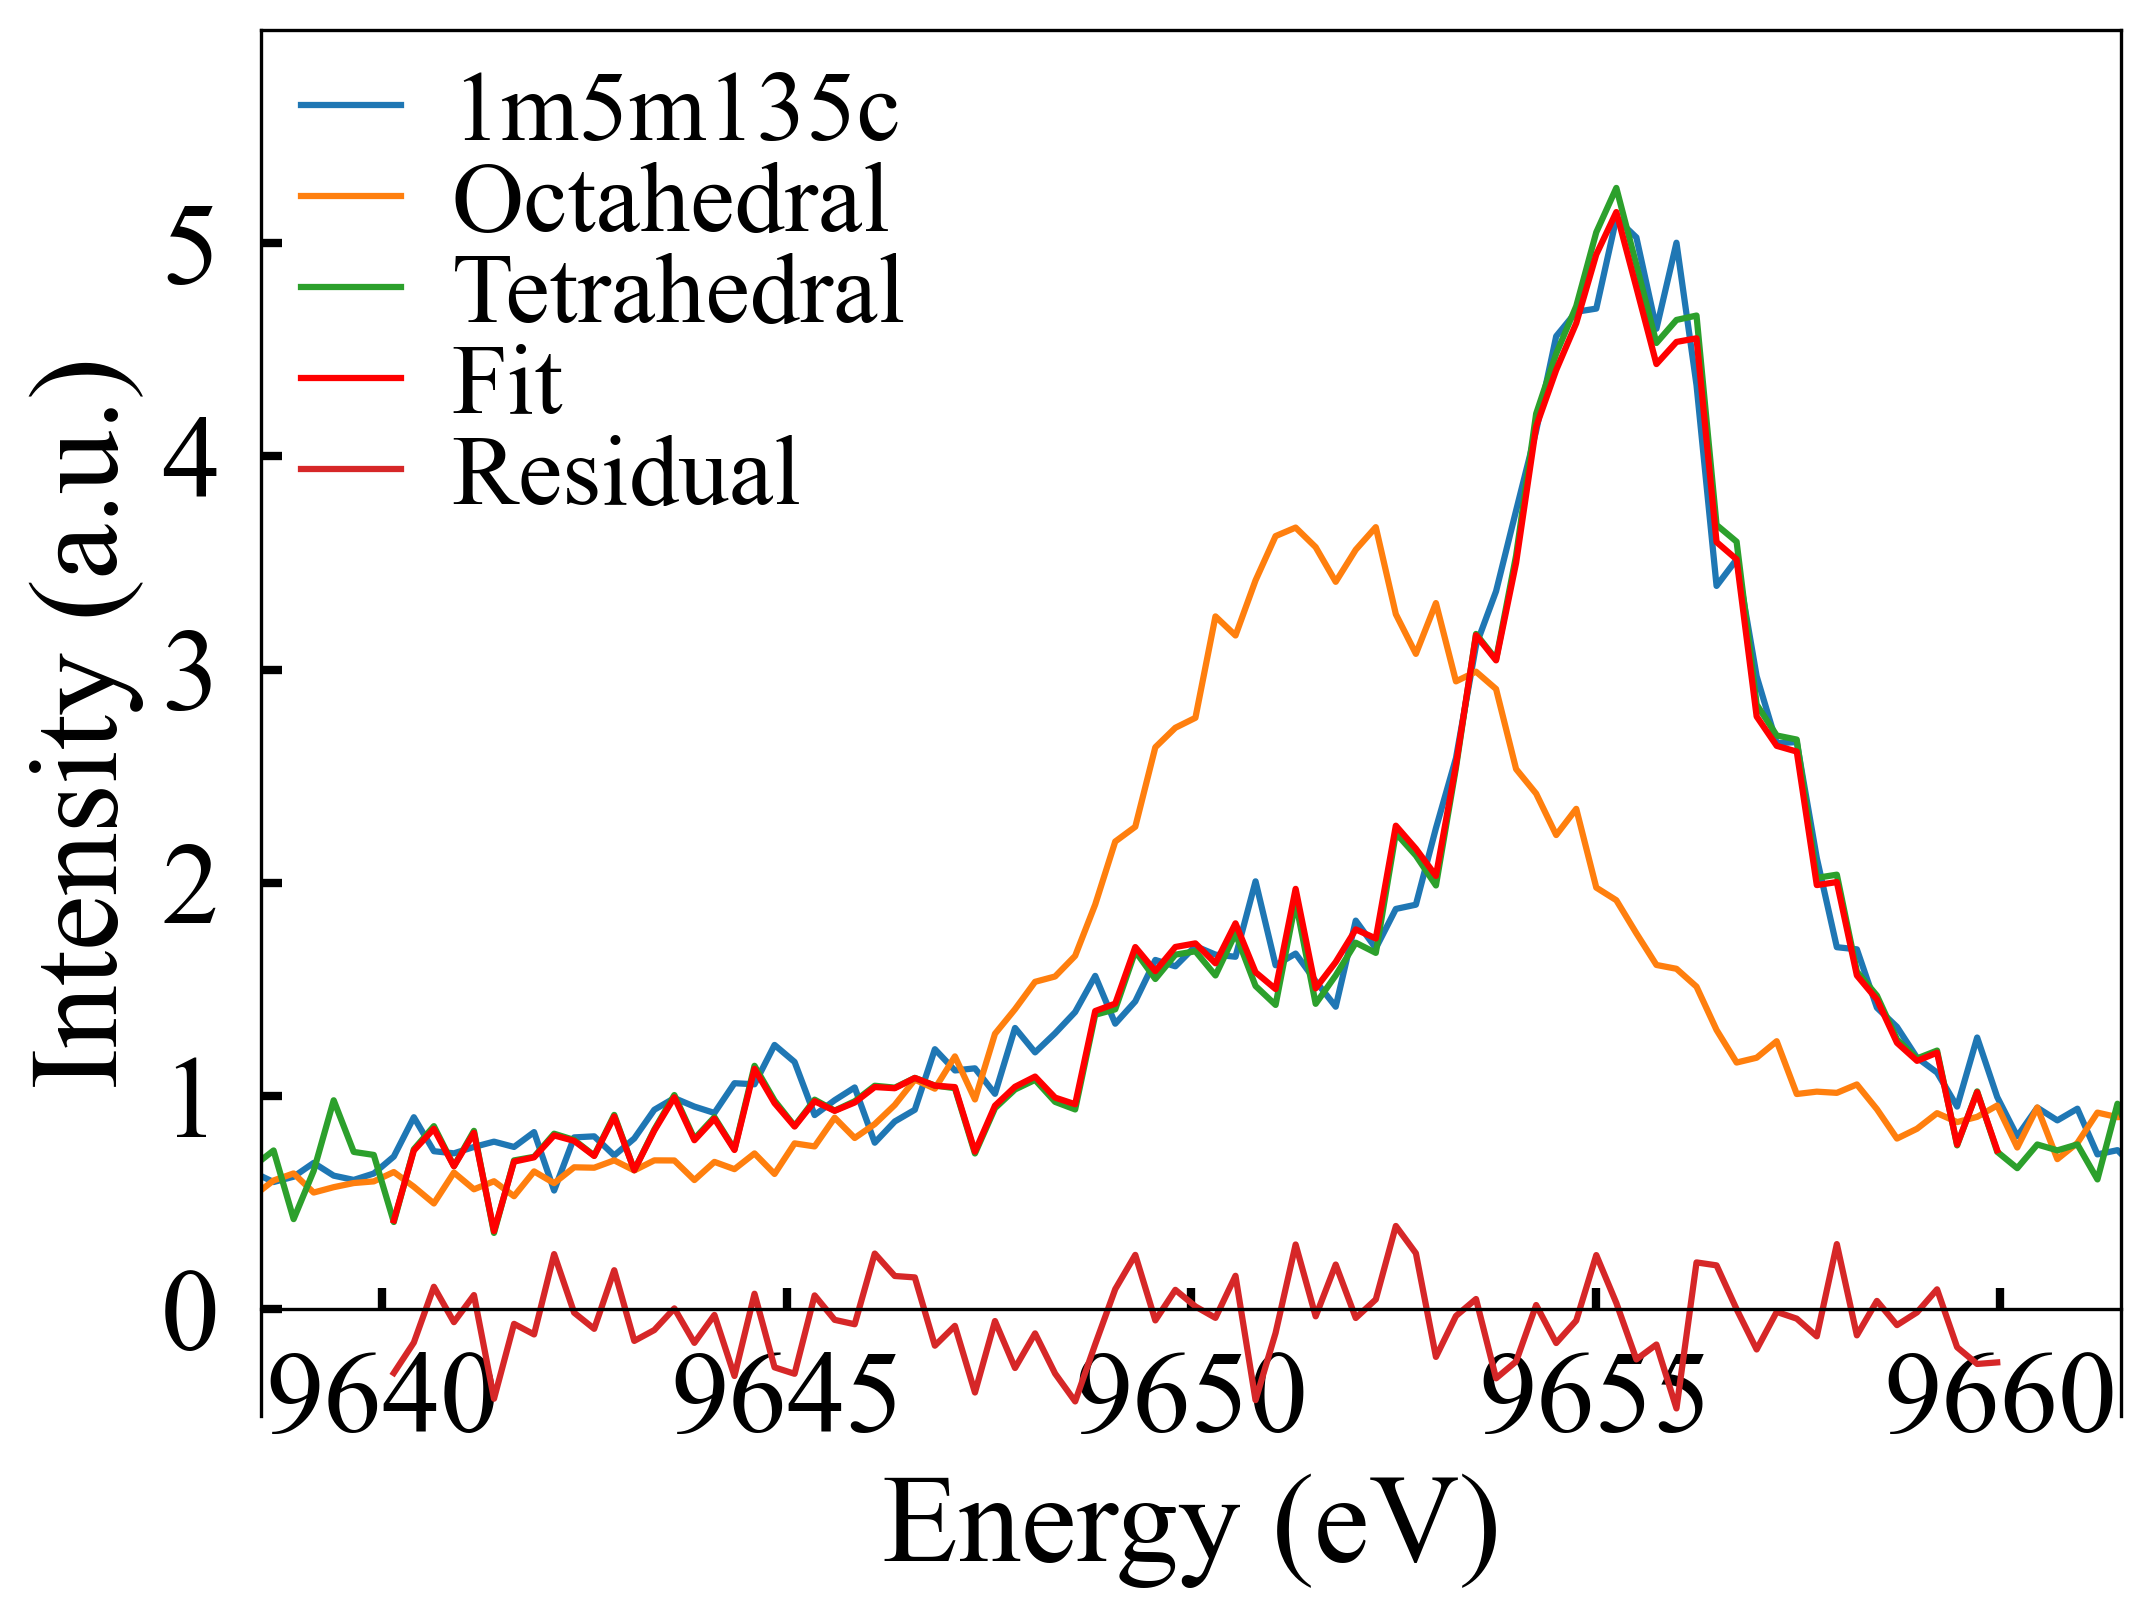 1m5m135c
Octahedral
Tetrahedral
Fit
Residual
5
4
3
2
1
0
Intensity (a.u.)
9640 9645 9650 9655 9660
Energy (eV)